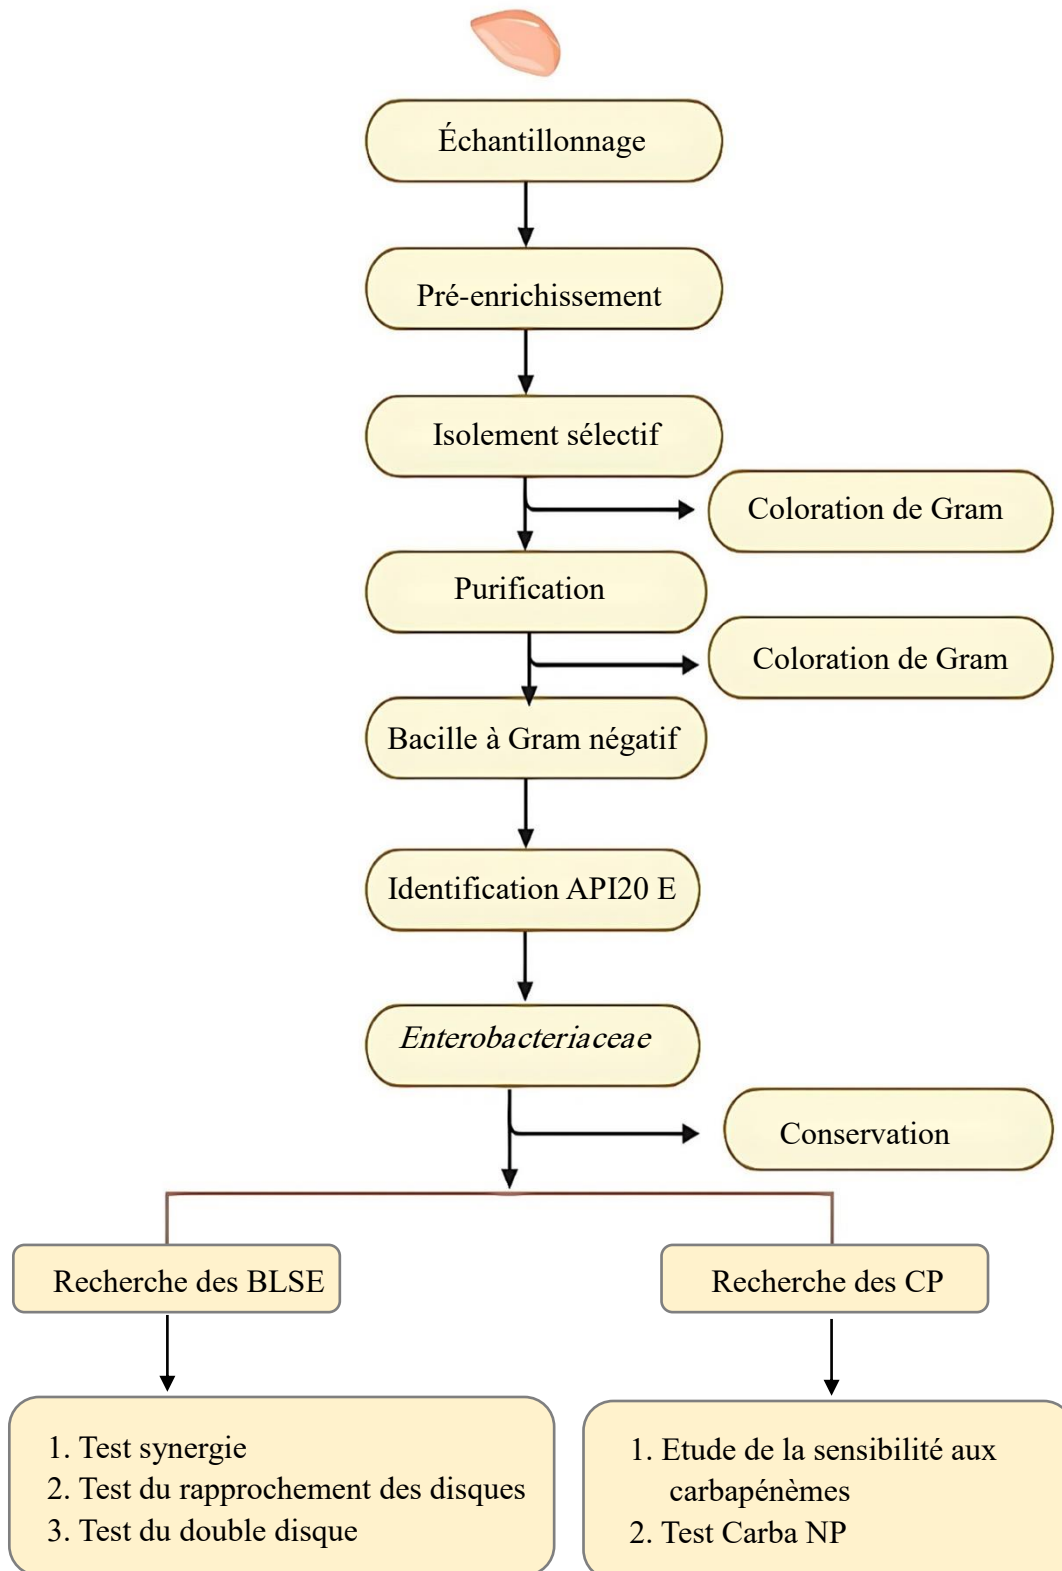 Échantillonnage
Pré-enrichissement
Isolement sélectif
Coloration de Gram
Purification
Coloration de Gram
Bacille à Gram négatif
Identification API20 E
Enterobacteriaceae
Conservation
Recherche des BLSE
Recherche des CP
1. Test synergie
2. Test du rapprochement des disques
3. Test du double disque
1. Etude de la sensibilité aux
carbapénèmes
2. Test Carba NP